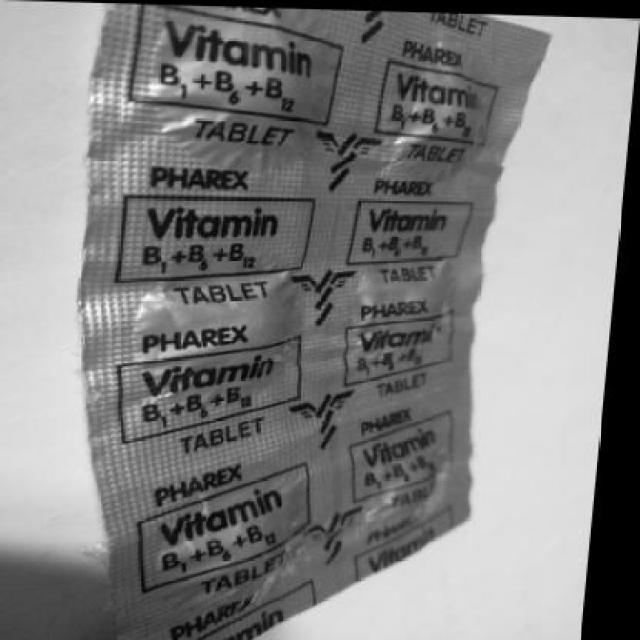 Vitamin
B₁+B₆+B₁₂
TABLET
PHAREX
Vitamin
B₁+B₆+B₁₂
TABLET
PHAREX
Vitamin
B₁+B₆+B₁₂
TABLET
PHAREX
Vitamin
B₁+B₆+B₁₂
TABLET
PHAREX
TABLET
PHAREX
Vitamin
B₁+B₆+B₁₂
TABLET
PHAREX
Vitamin
B₁+B₆+B₁₂
TABLET
PHAREX
Vitamin
B₁+B₆+B₁₂
TABLET
PHAREX
Vitamin
B₁+B₆+B₁₂
TABLET
PHAREX
Vitamin